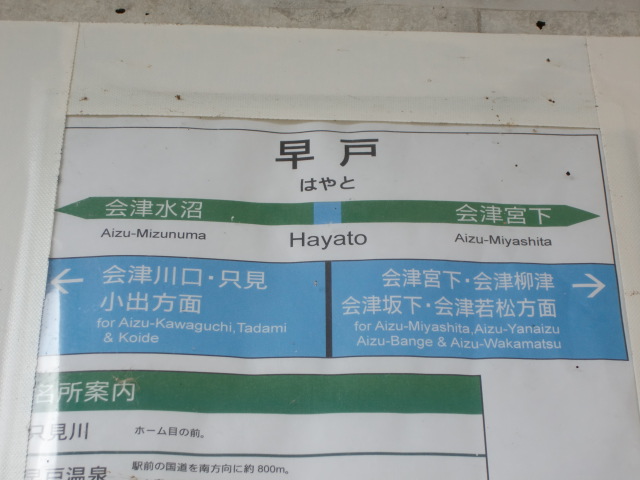 早戸
はやと
会津水沼 会津宮下
Aizu-Mizunuma Hayato Aizu-Miyashita
← 会津川口・只見
小出方面
for Aizu-Kawaguchi,Tadami
& Koide
会津宮下・会津柳津 →
会津坂下・会津若松方面
for Aizu-Miyashita,Aizu-Yanaizu
Aizu-Bange & Aizu-Wakamatsu
名所案内
只見川 ホーム目の前。
早戸温泉 駅前の国道を南方向に約800m。